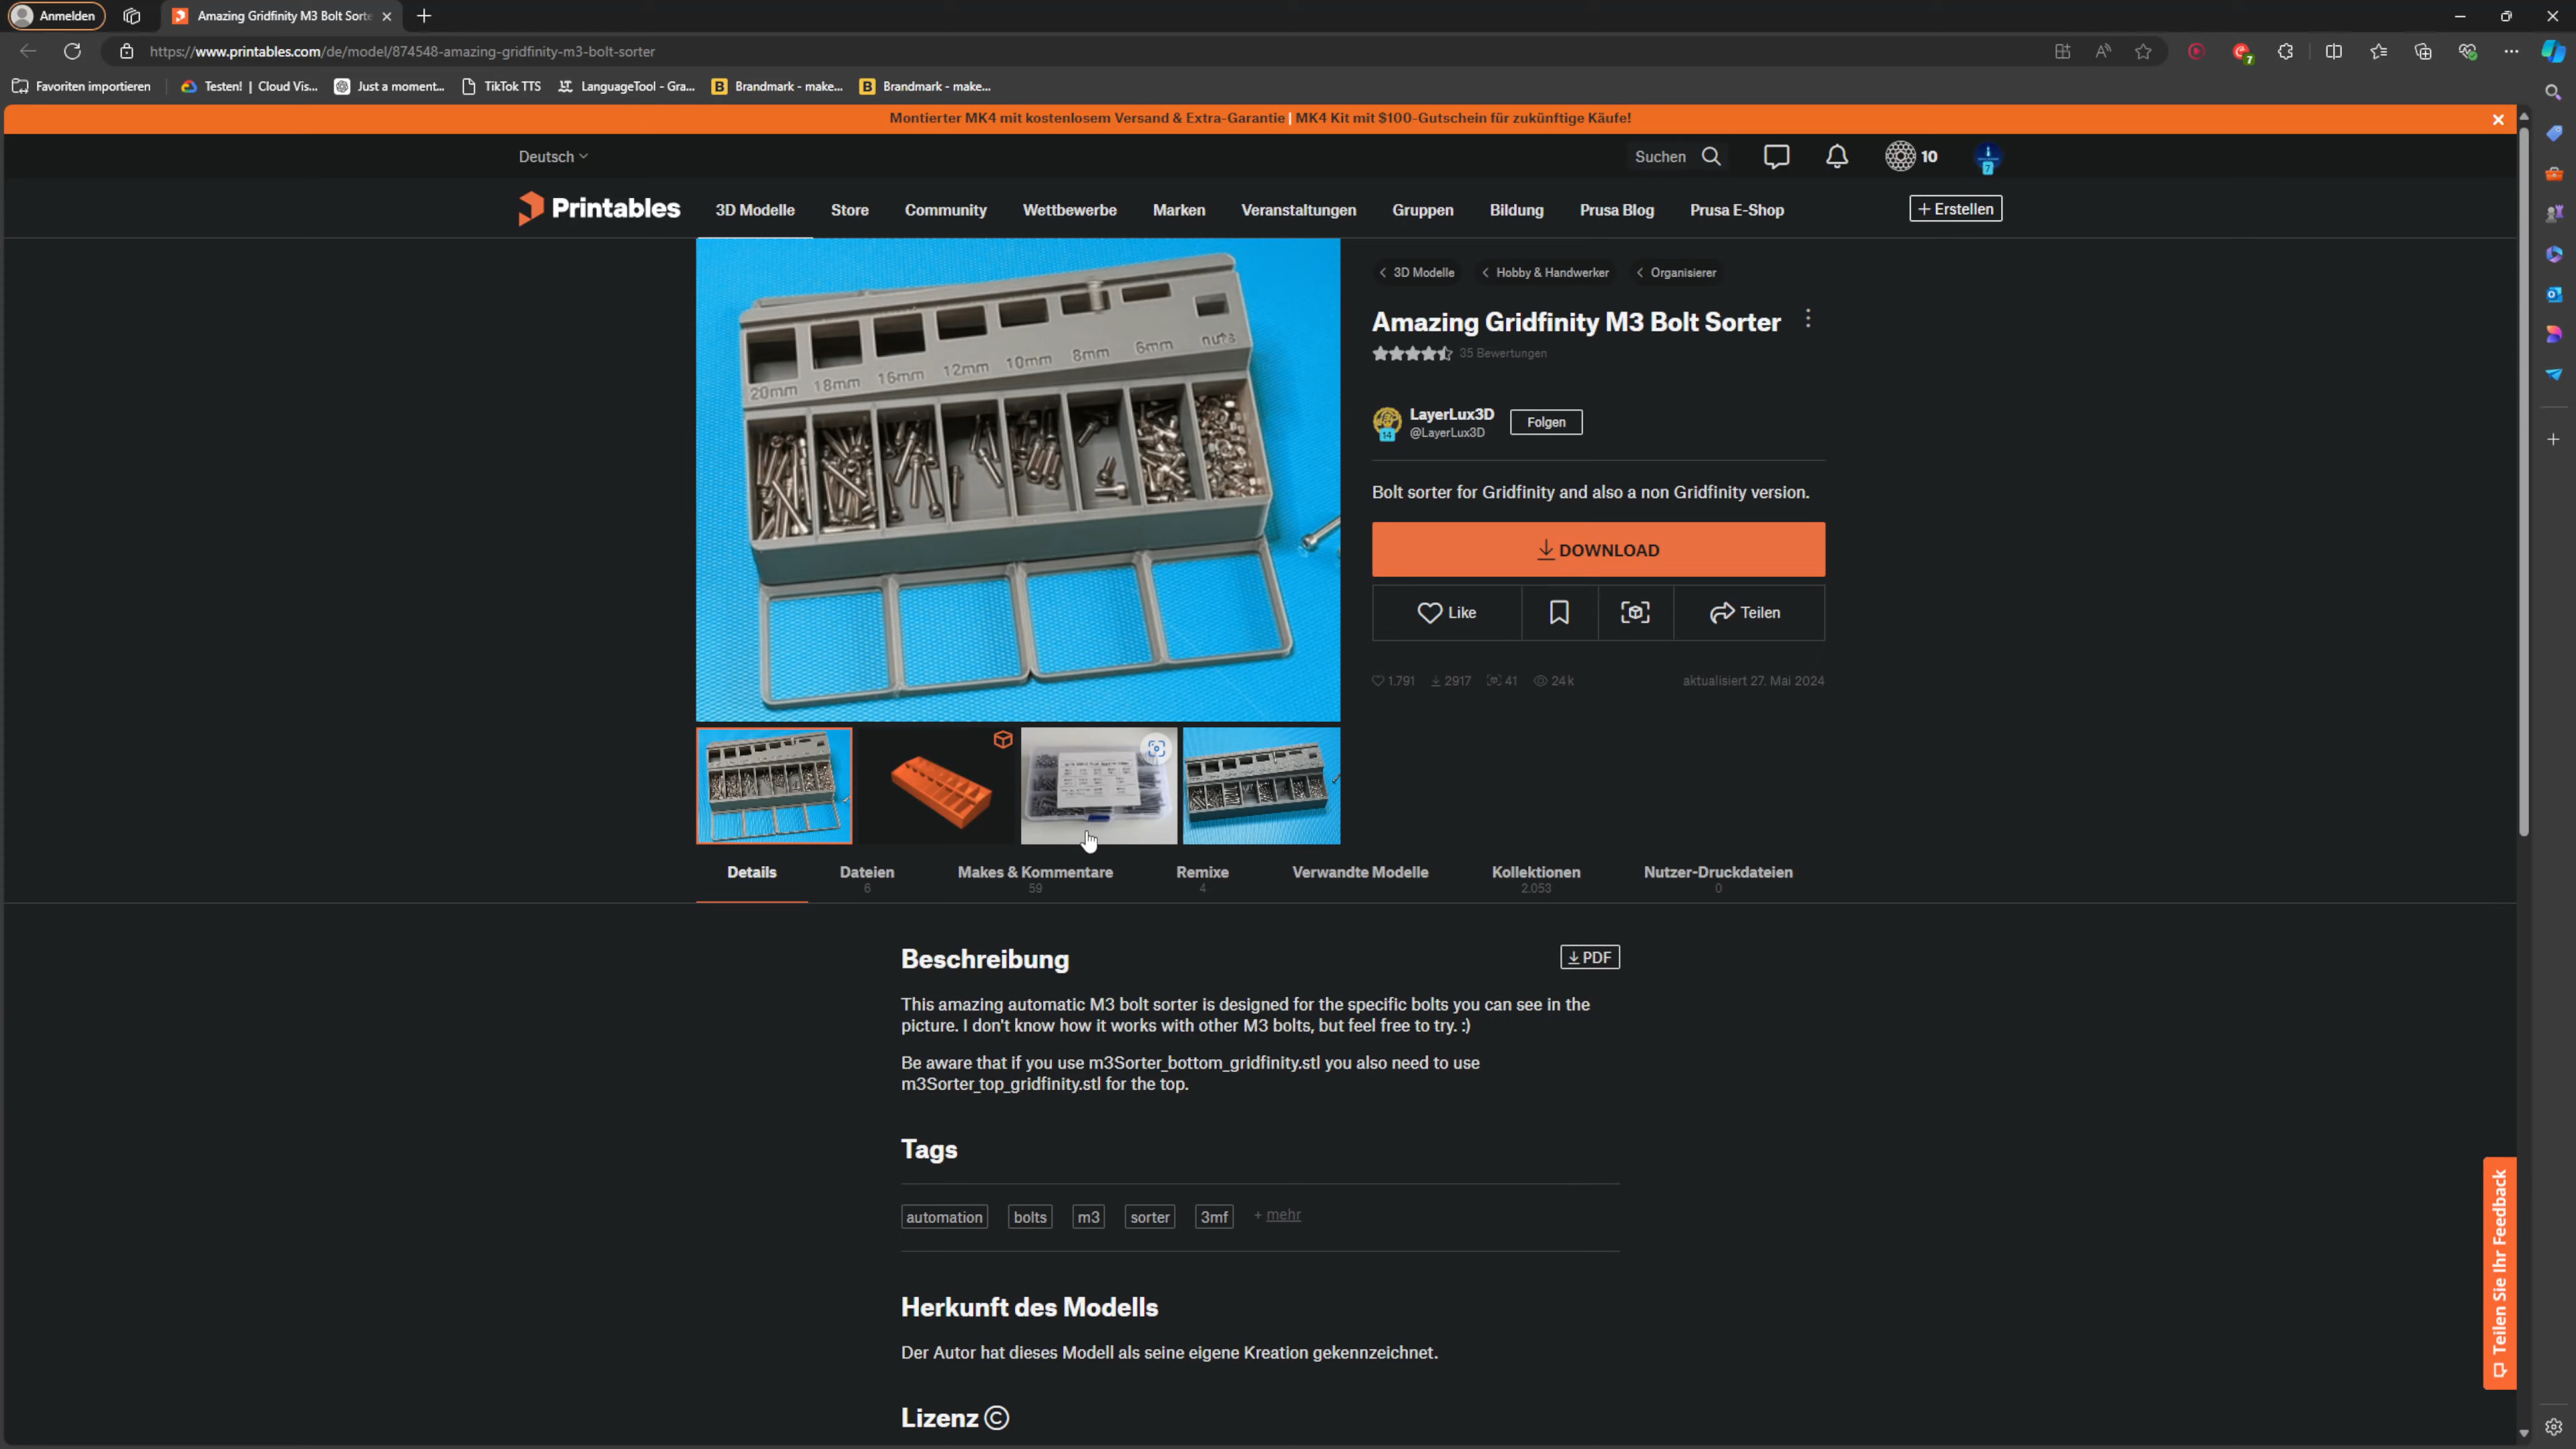 Anmelden
Amazing Gridfinity M3 Bolt Sorte
https://www.printables.com/de/model/874548-amazing-gridfinity-m3-bolt-sorter
7
Favoriten importieren
Testen! | Cloud Vis...
Just a moment...
TikTok TTS
LanguageTool - Gra...
Brandmark - make...
Brandmark - make...
Montierter MK4 mit kostenlosem Versand & Extra-Garantie | MK4 Kit mit $100-Gutschein für zukünftige Käufe!
Deutsch
Suchen
10
7
Printables
3D Modelle
Store
Community
Wettbewerbe
Marken
Veranstaltungen
Gruppen
Bildung
Prusa Blog
Prusa E-Shop
+ Erstellen
20mm 18mm 16mm 12mm 10mm 8mm 6mm nuts
3D Modelle
Hobby & Handwerker
Organisierer
Amazing Gridfinity M3 Bolt Sorter
35 Bewertungen
LayerLux3D
@LayerLux3D
14
Folgen
Bolt sorter for Gridfinity and also a non Gridfinity version.
DOWNLOAD
Like
Teilen
1.791 2917 41 24k
aktualisiert 27. Mai 2024
Details
Dateien
6
Makes & Kommentare
59
Remixe
4
Verwandte Modelle
Kollektionen
2.053
Nutzer-Druckdateien
0
Beschreibung
PDF
This amazing automatic M3 bolt sorter is designed for the specific bolts you can see in the
picture. I don't know how it works with other M3 bolts, but feel free to try. :)
Be aware that if you use m3Sorter_bottom_gridfinity.stl you also need to use
m3Sorter_top_gridfinity.stl for the top.
Tags
automation
bolts
m3
sorter
3mf
+ mehr
Herkunft des Modells
Der Autor hat dieses Modell als seine eigene Kreation gekennzeichnet.
Lizenz ©
Teilen Sie Ihr Feedback